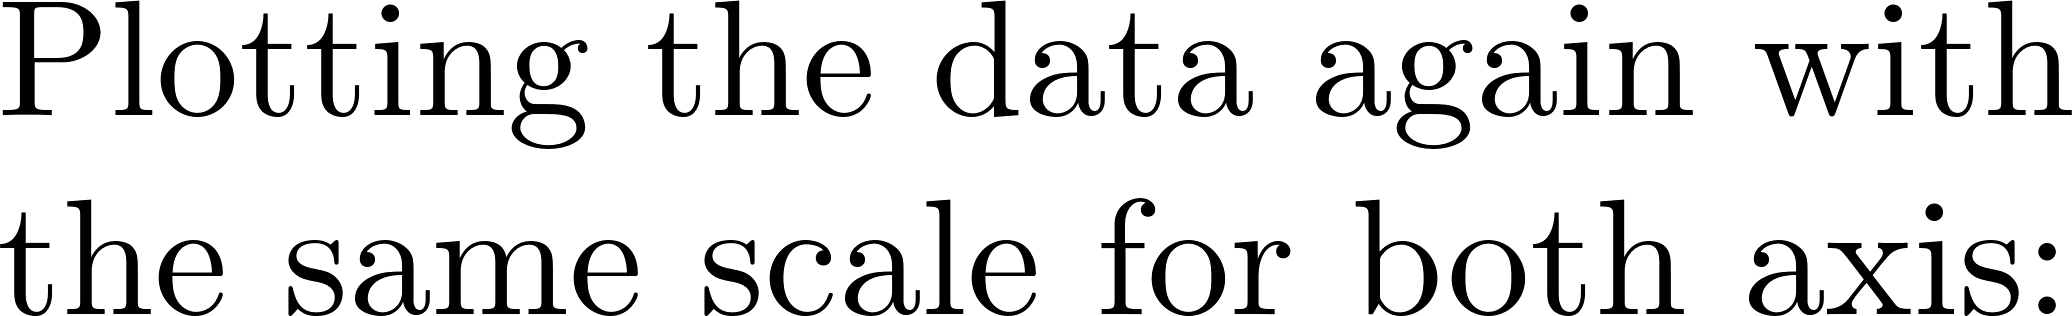 Plotting the data again with
the same scale for both axis: